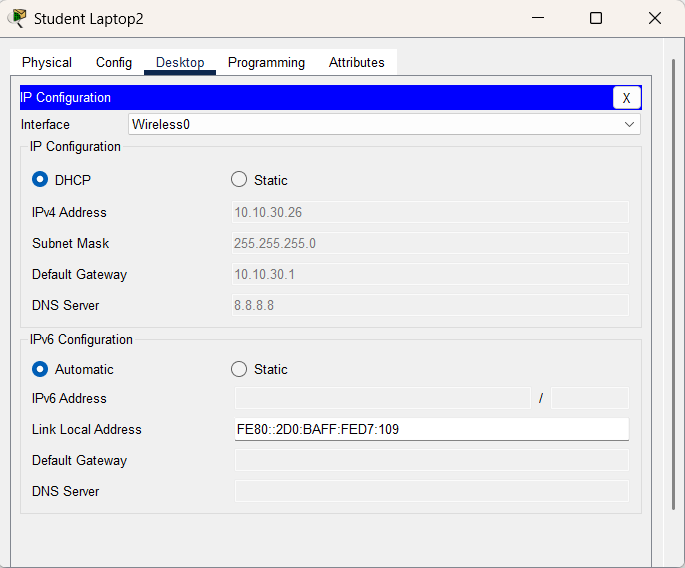 Student Laptop2
Physical Config Desktop Programming Attributes
IP Configuration X
Interface Wireless0
IP Configuration
DHCP Static
IPv4 Address 10.10.30.26
Subnet Mask 255.255.255.0
Default Gateway 10.10.30.1
DNS Server 8.8.8.8
IPv6 Configuration
Automatic Static
IPv6 Address /
Link Local Address FE80::2D0:BAFF:FED7:109
Default Gateway
DNS Server